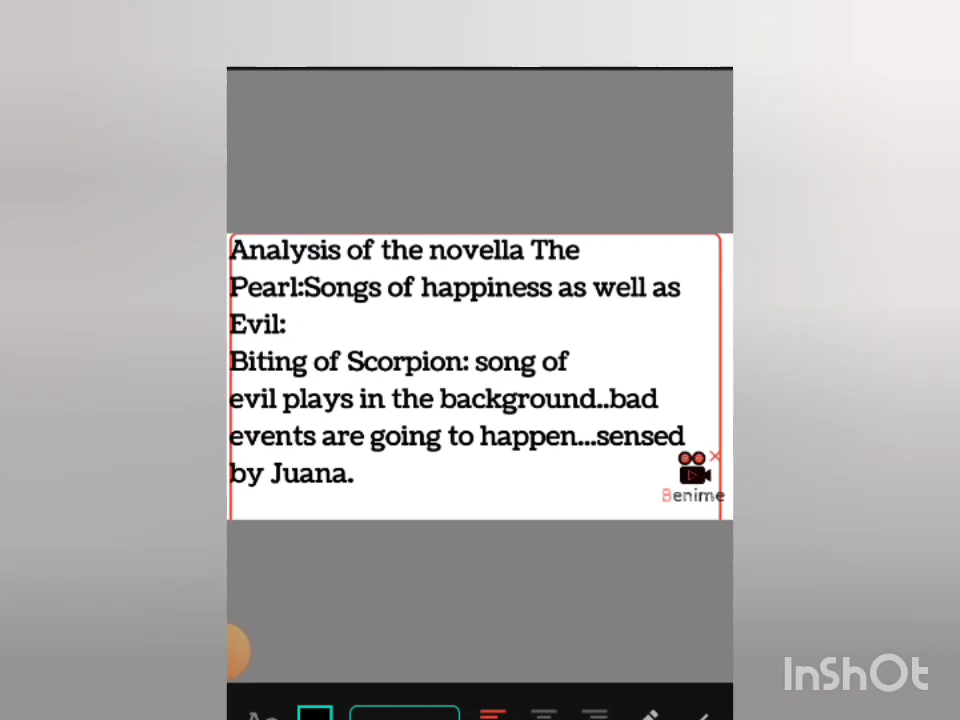 Analysis of the novella The
Pearl:Songs of happiness as well as
Evil:
Biting of Scorpion: song of
evil plays in the background..bad
events are going to happen...sensed
by Juana.
Benime
InShOt